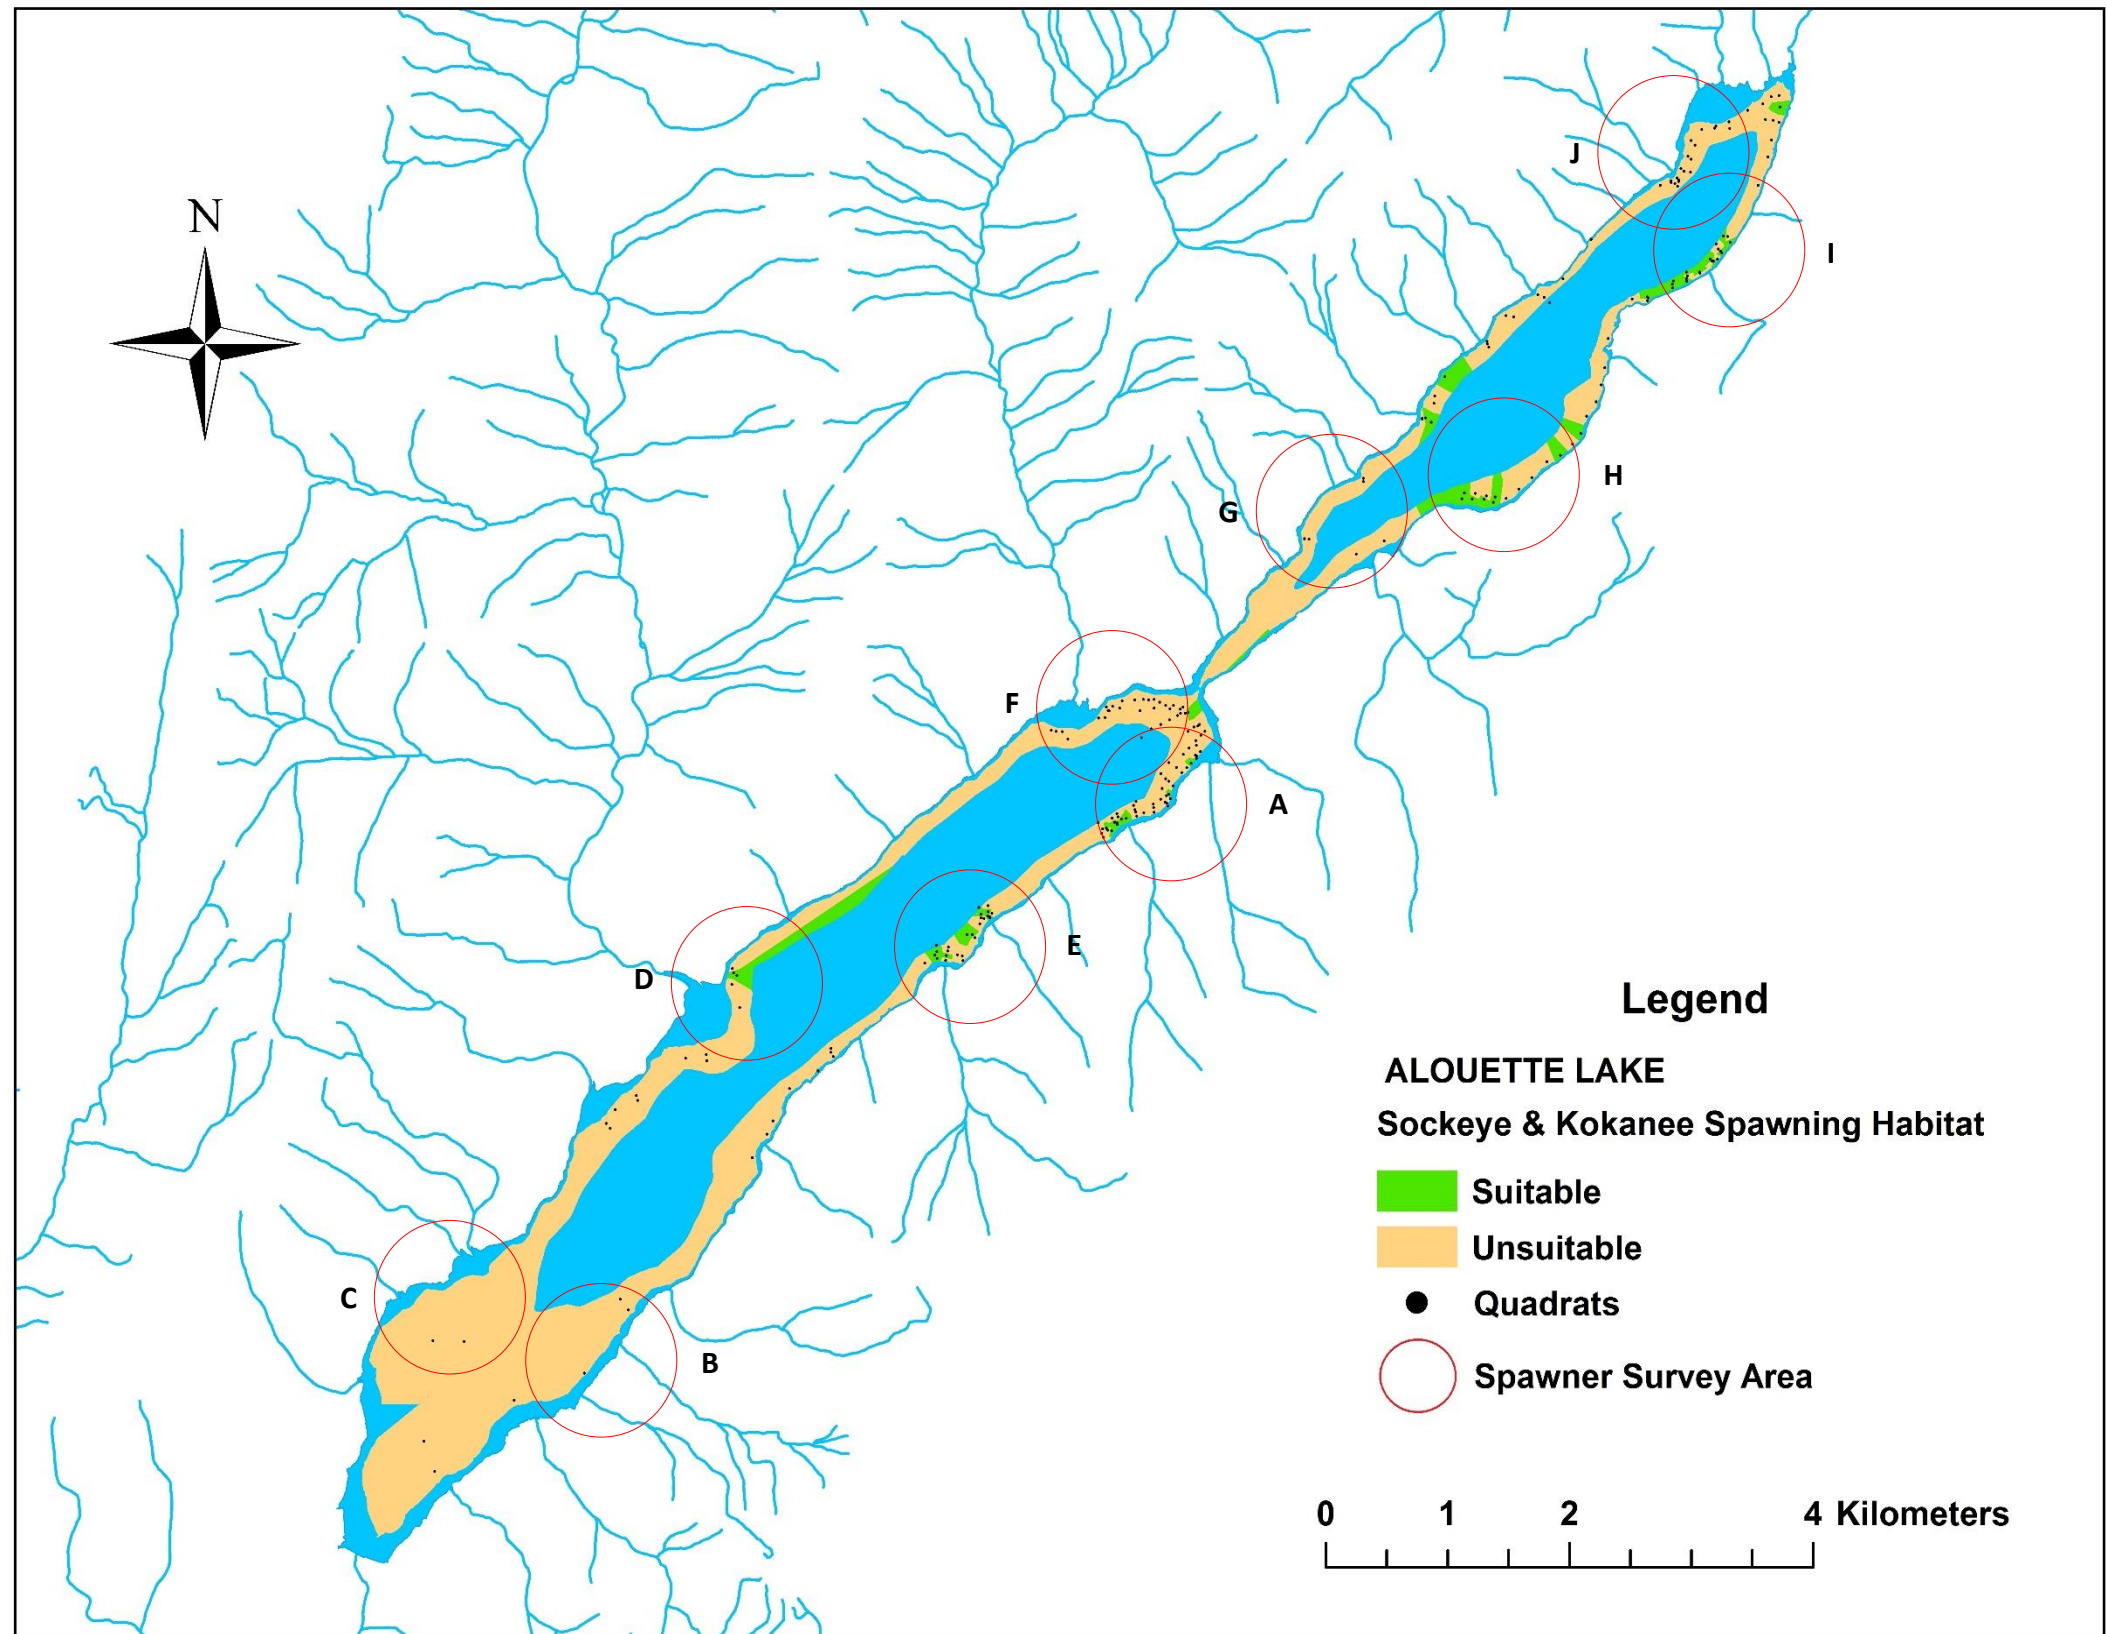 N
J
I
H
G
F
A
E
D
C
B
Legend
ALOUETTE LAKE
Sockeye & Kokanee Spawning Habitat
Suitable
Unsuitable
Quadrats
Spawner Survey Area
0 1 2 4 Kilometers